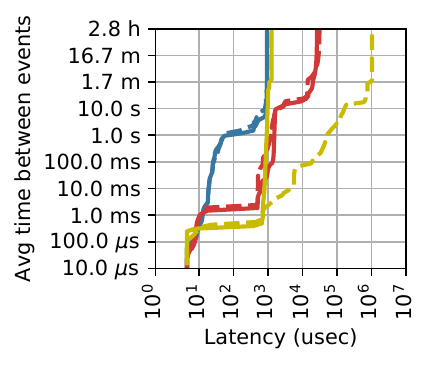 Avg time between events
2.8 h
16.7 m
1.7 m
10.0 s
1.0 s
100.0 ms
10.0 ms
1.0 ms
100.0 μs
10.0 μs
10^0 10^1 10^2 10^3 10^4 10^5 10^6 10^7
Latency (usec)